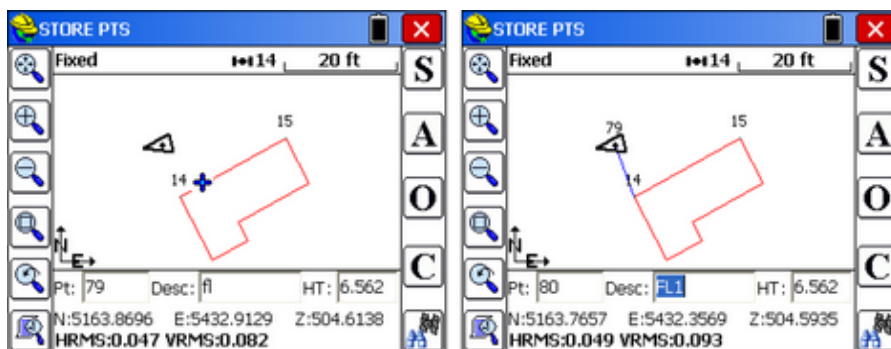 STORE PTS
Fixed 14 20 ft
S
15
A
14
O
N
E
C
Pt: 79 Desc: fl HT: 6.562
N:5163.8696 E:5432.9129 Z:504.6138
HRMS:0.047 VRMS:0.082
STORE PTS
Fixed 14 20 ft
S
79 15
A
14
O
N
E
C
Pt: 80 Desc: FL1 HT: 6.562
N:5163.7657 E:5432.3569 Z:504.5935
HRMS:0.049 VRMS:0.093